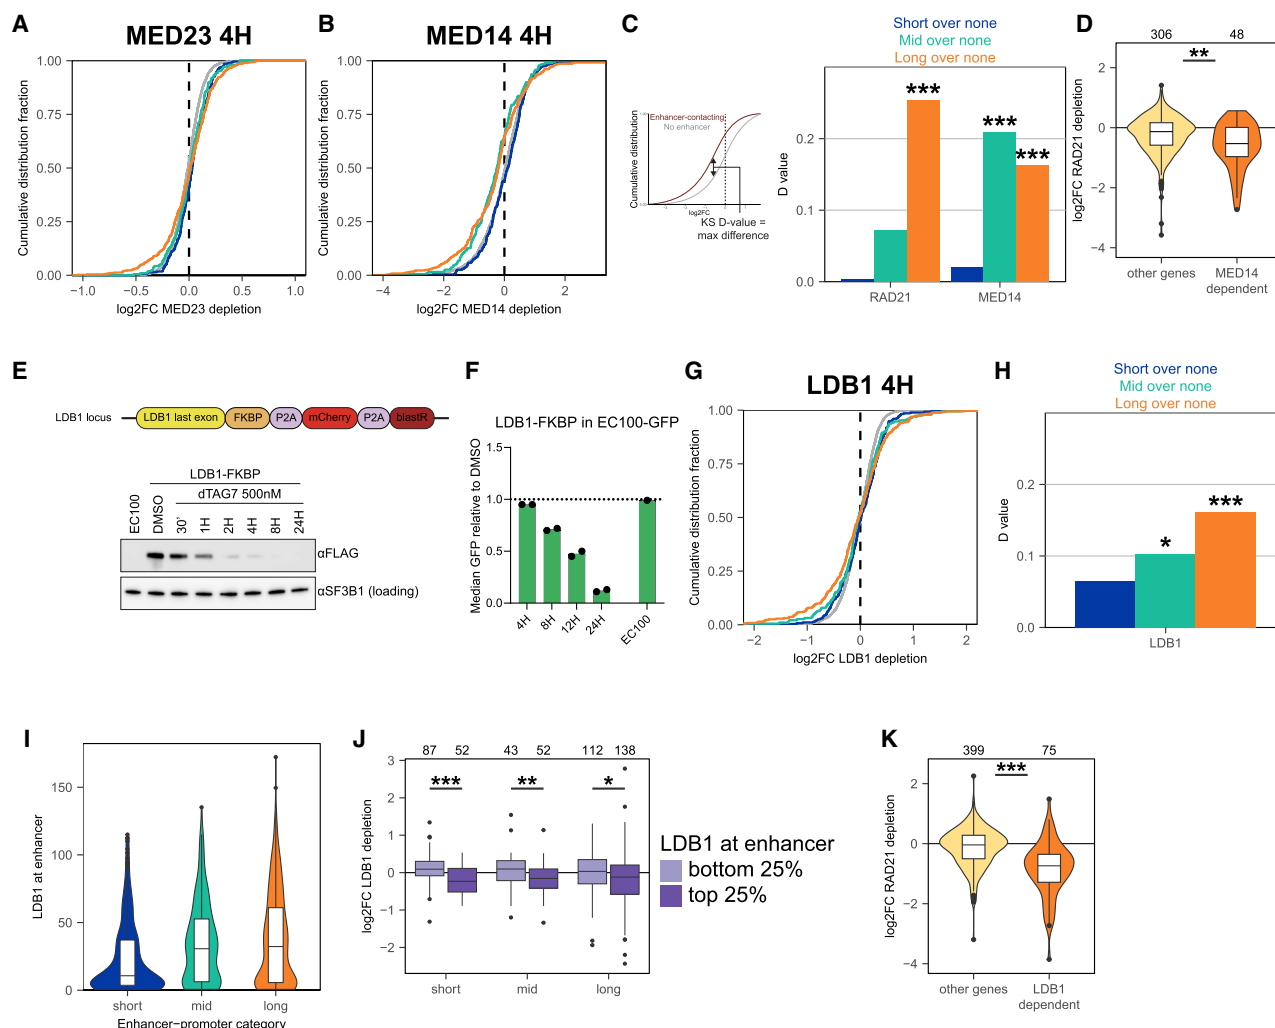 A
MED23 4H
Cumulative distribution fraction
1.00
0.75
0.50
0.25
0.00
−1.0
−0.5
0.0
0.5
1.0
log2FC MED23 depletion
B
MED14 4H
Cumulative distribution fraction
1.00
0.75
0.50
0.25
0.00
−4
−2
0
2
log2FC MED14 depletion
C
Enhancer-contacting
No enhancer
Cumulative distribution
log2FC
KS D-value =
max difference
Short over none
Mid over none
Long over none
D value
0.2
0.1
0.0
***
***
***
RAD21
MED14
D
306
48
**
log2FC RAD21 depletion
2
0
−2
−4
other genes
MED14
dependent
E
LDB1 locus
LDB1 last exon
FKBP
P2A
mCherry
P2A
blastR
LDB1-FKBP
dTAG7 500nM
EC100
DMSO
30'
1H
2H
4H
8H
24H
αFLAG
αSF3B1 (loading)
F
LDB1-FKBP in EC100-GFP
Median GFP relative to DMSO
1.5
1.0
0.5
0.0
4H
8H
12H
24H
EC100
G
LDB1 4H
Cumulative distribution fraction
1.00
0.75
0.50
0.25
0.00
−2
−1
0
1
2
log2FC LDB1 depletion
H
Short over none
Mid over none
Long over none
D value
0.2
0.1
0.0
*
***
LDB1
I
LDB1 at enhancer
150
100
50
0
short
mid
long
Enhancer−promoter category
J
87
52
43
52
112
138
***
**
*
log2FC LDB1 depletion
3
2
1
0
−1
−2
short
mid
long
LDB1 at enhancer
bottom 25%
top 25%
K
399
75
***
log2FC RAD21 depletion
2
0
−2
−4
other genes
LDB1
dependent